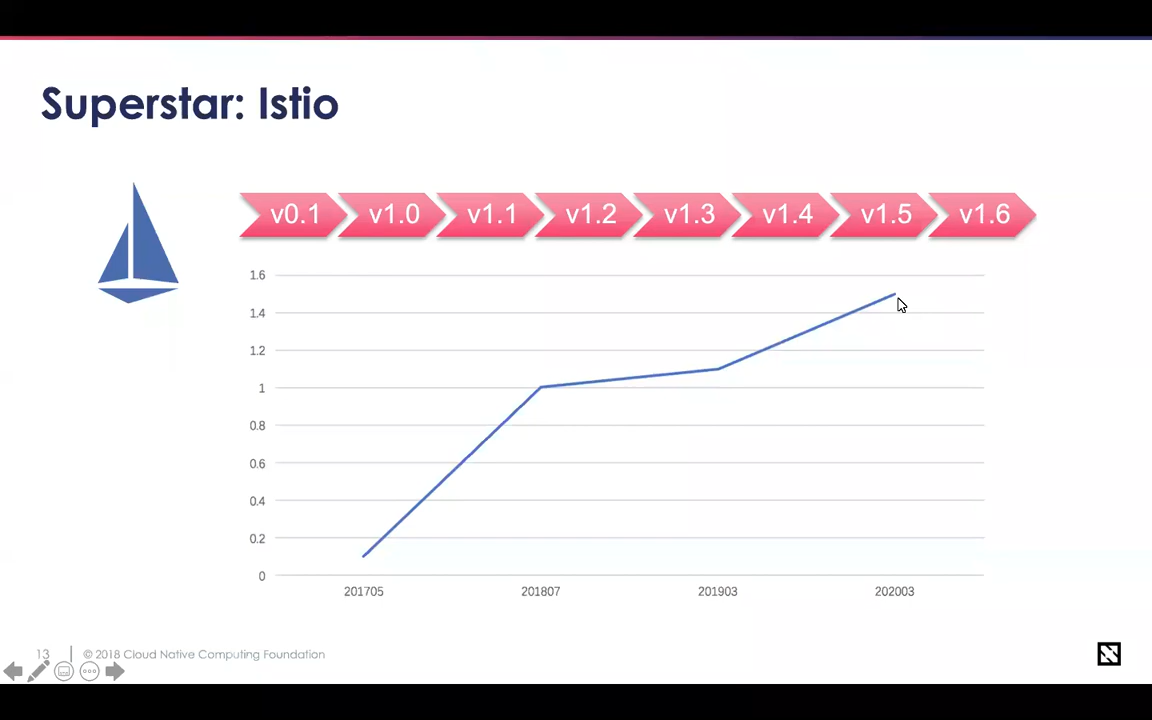 Superstar: Istio
v0.1 v1.0 v1.1 v1.2 v1.3 v1.4 v1.5 v1.6
1.6
1.4
1.2
1
0.8
0.6
0.4
0.2
0
201705 201807 201903 202003
13 © 2018 Cloud Native Computing Foundation